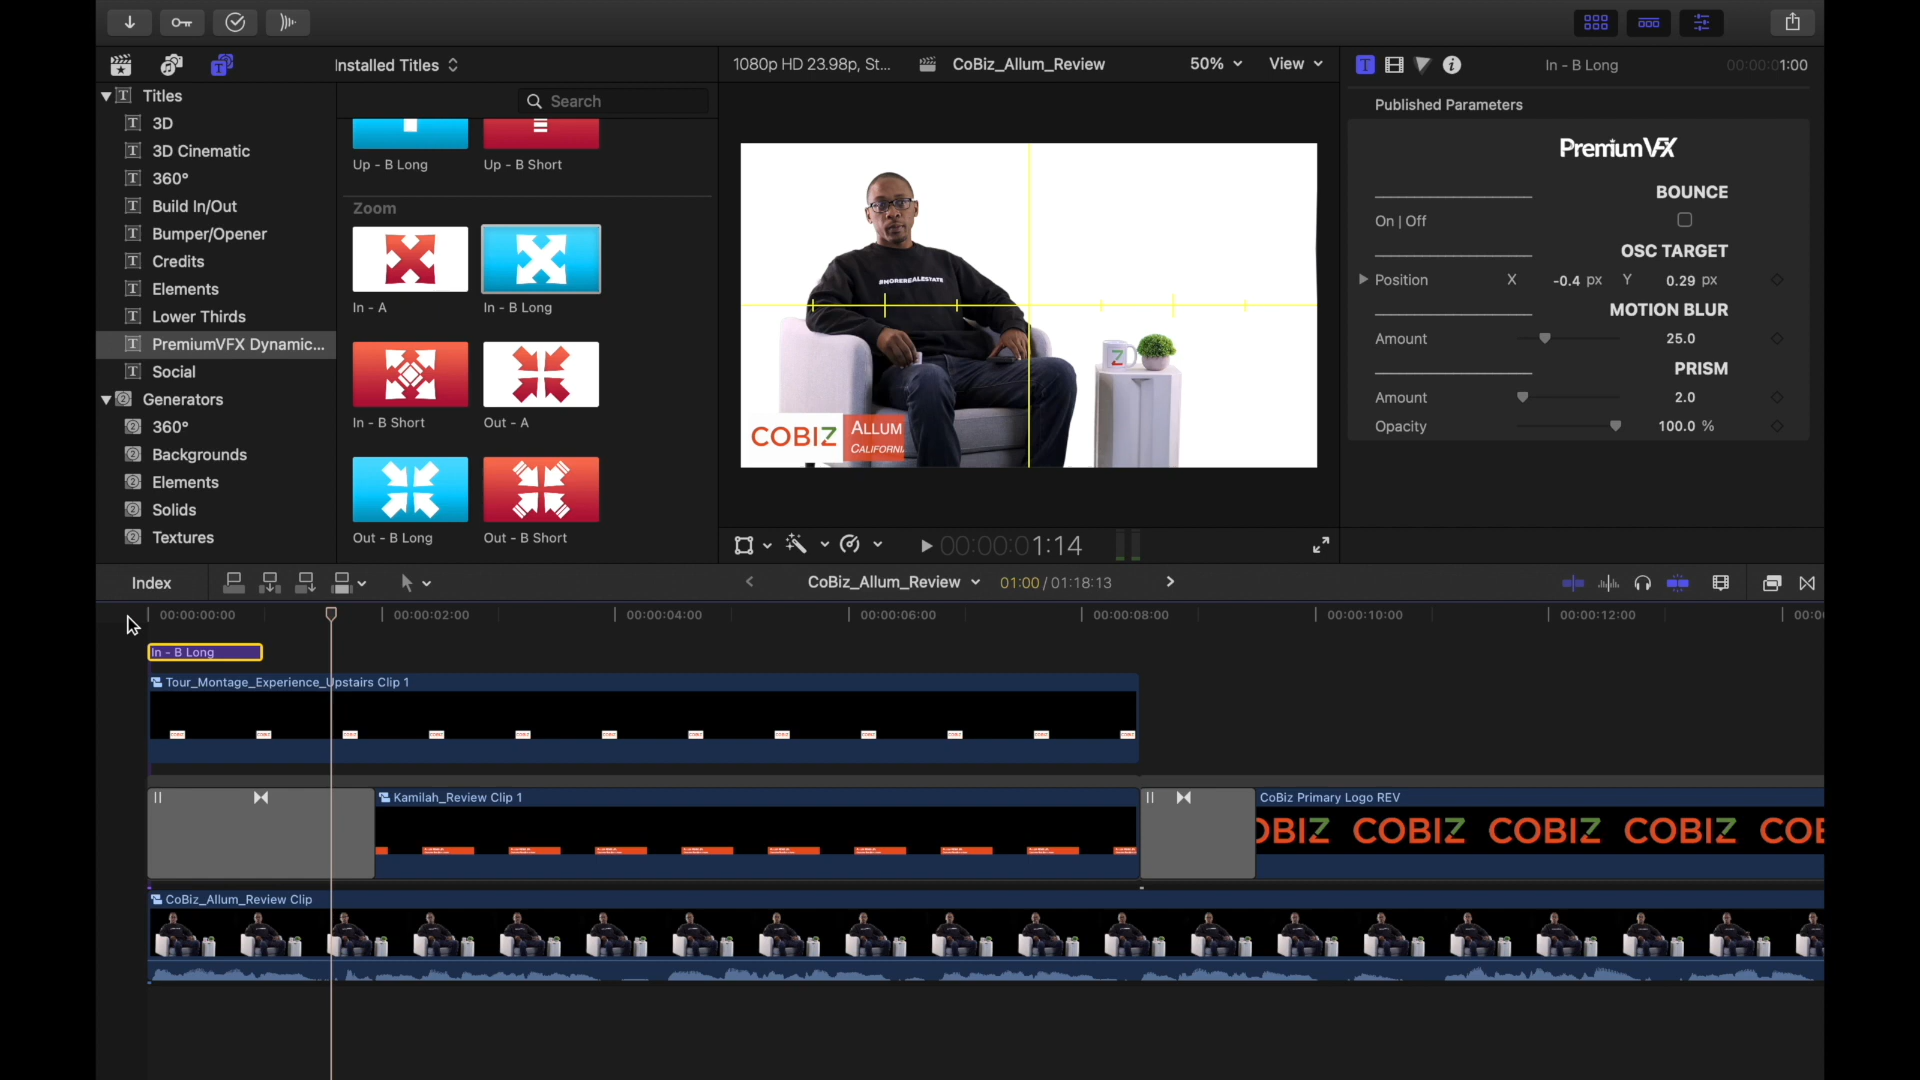 Installed Titles
1080p HD 23.98p, St...
CoBiz_Allum_Review
50%
View
In - B Long
00:00:01:00
Titles
3D
3D Cinematic
360°
Build In/Out
Bumper/Opener
Credits
Elements
Lower Thirds
PremiumVFX Dynamic...
Social
Generators
360°
Backgrounds
Elements
Solids
Textures
Search
Up - B Long
Up - B Short
Zoom
In - A
In - B Long
In - B Short
Out - A
Out - B Long
Out - B Short
#MOREREALESTATE
Z
COBIZ
ALLUM
CALIFORNI
00:00:01:14
Published Parameters
PremiumVFX
BOUNCE
On | Off
OSC TARGET
Position X -0.4 px Y 0.29 px
MOTION BLUR
Amount 25.0
PRISM
Amount 2.0
Opacity 100.0 %
Index
CoBiz_Allum_Review
01:00 / 01:18:13
00:00:00:00
00:00:02:00
00:00:04:00
00:00:06:00
00:00:08:00
00:00:10:00
00:00:12:00
00:0
In - B Long
Tour_Montage_Experience_Upstairs Clip 1
Kamilah_Review Clip 1
CoBiz Primary Logo REV
OBIZ COBIZ COBIZ COBIZ COB
CoBiz_Allum_Review Clip